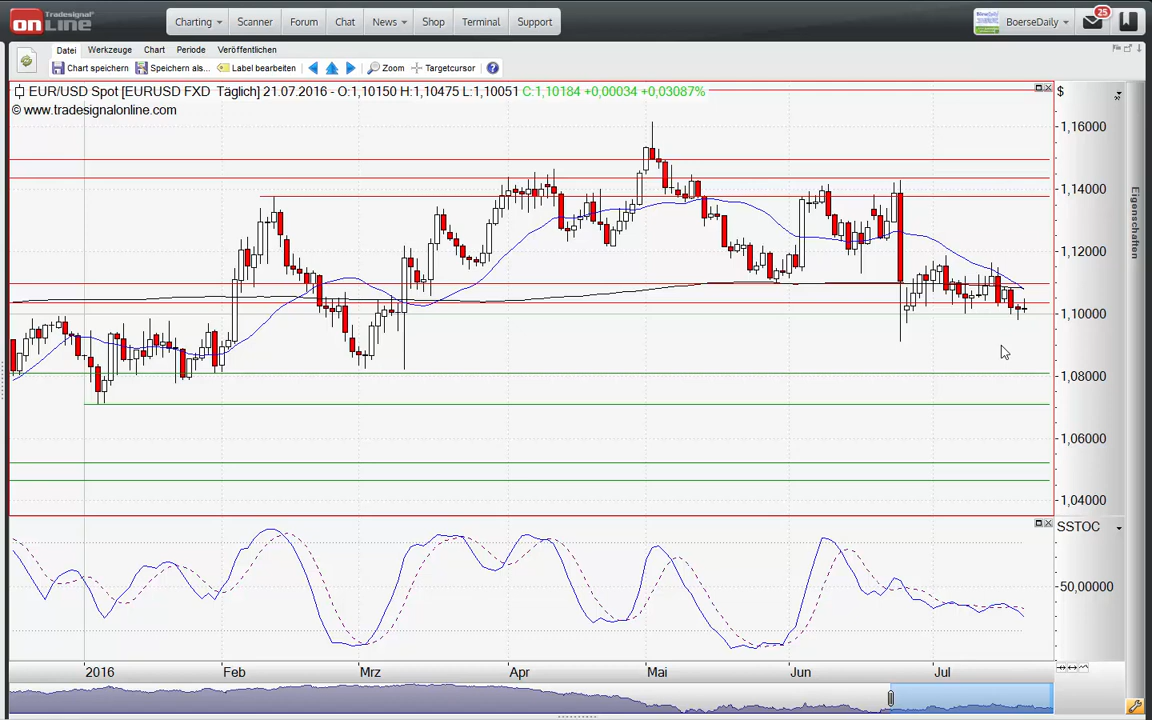 Tradesignal
onLine
Charting
Scanner
Forum
Chat
News
Shop
Terminal
Support
BoerseDaily
25
Datei
Werkzeuge
Chart
Periode
Veröffentlichen
Chart speichern
Speichern als...
Label bearbeiten
Zoom
Targetcursor
?
EUR/USD Spot [EURUSD FXD Täglich] 21.07.2016 - O:1,10150 H:1,10475 L:1,10051 C:1,10184 +0,00034 +0,03087%
© www.tradesignalonline.com
$
1,16000
1,14000
1,12000
1,10000
1,08000
1,06000
1,04000
Eigenschaften
SSTOC
50,00000
2016
Feb
Mrz
Apr
Mai
Jun
Jul